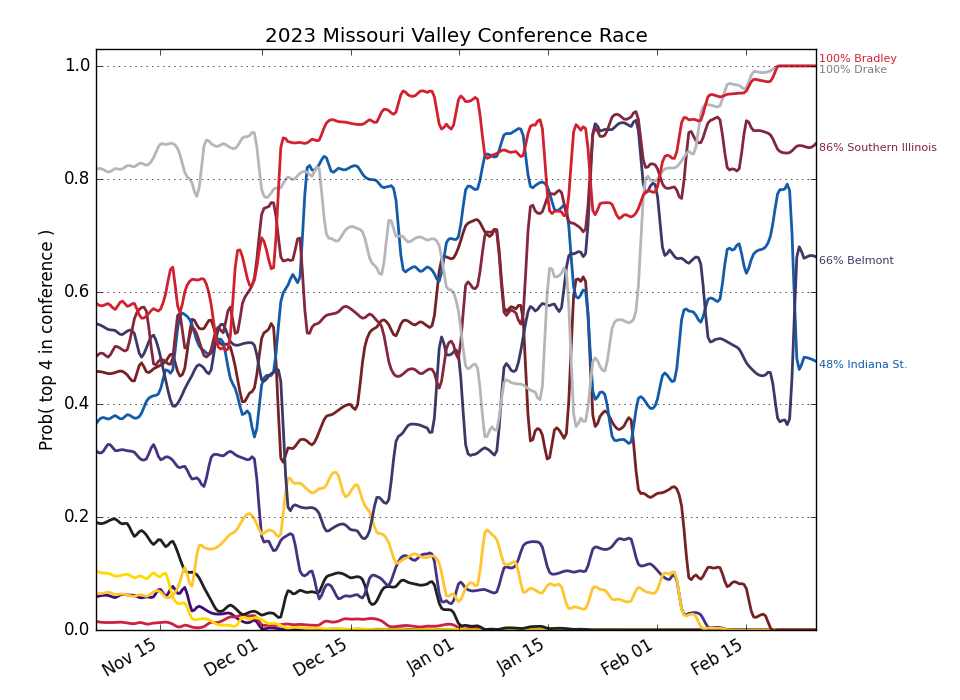 2023 Missouri Valley Conference Race
Prob( top 4 in conference )
1.0
0.8
0.6
0.4
0.2
0.0
Nov 15
Dec 01
Dec 15
Jan 01
Jan 15
Feb 01
Feb 15
100% Bradley
100% Drake
86% Southern Illinois
66% Belmont
48% Indiana St.